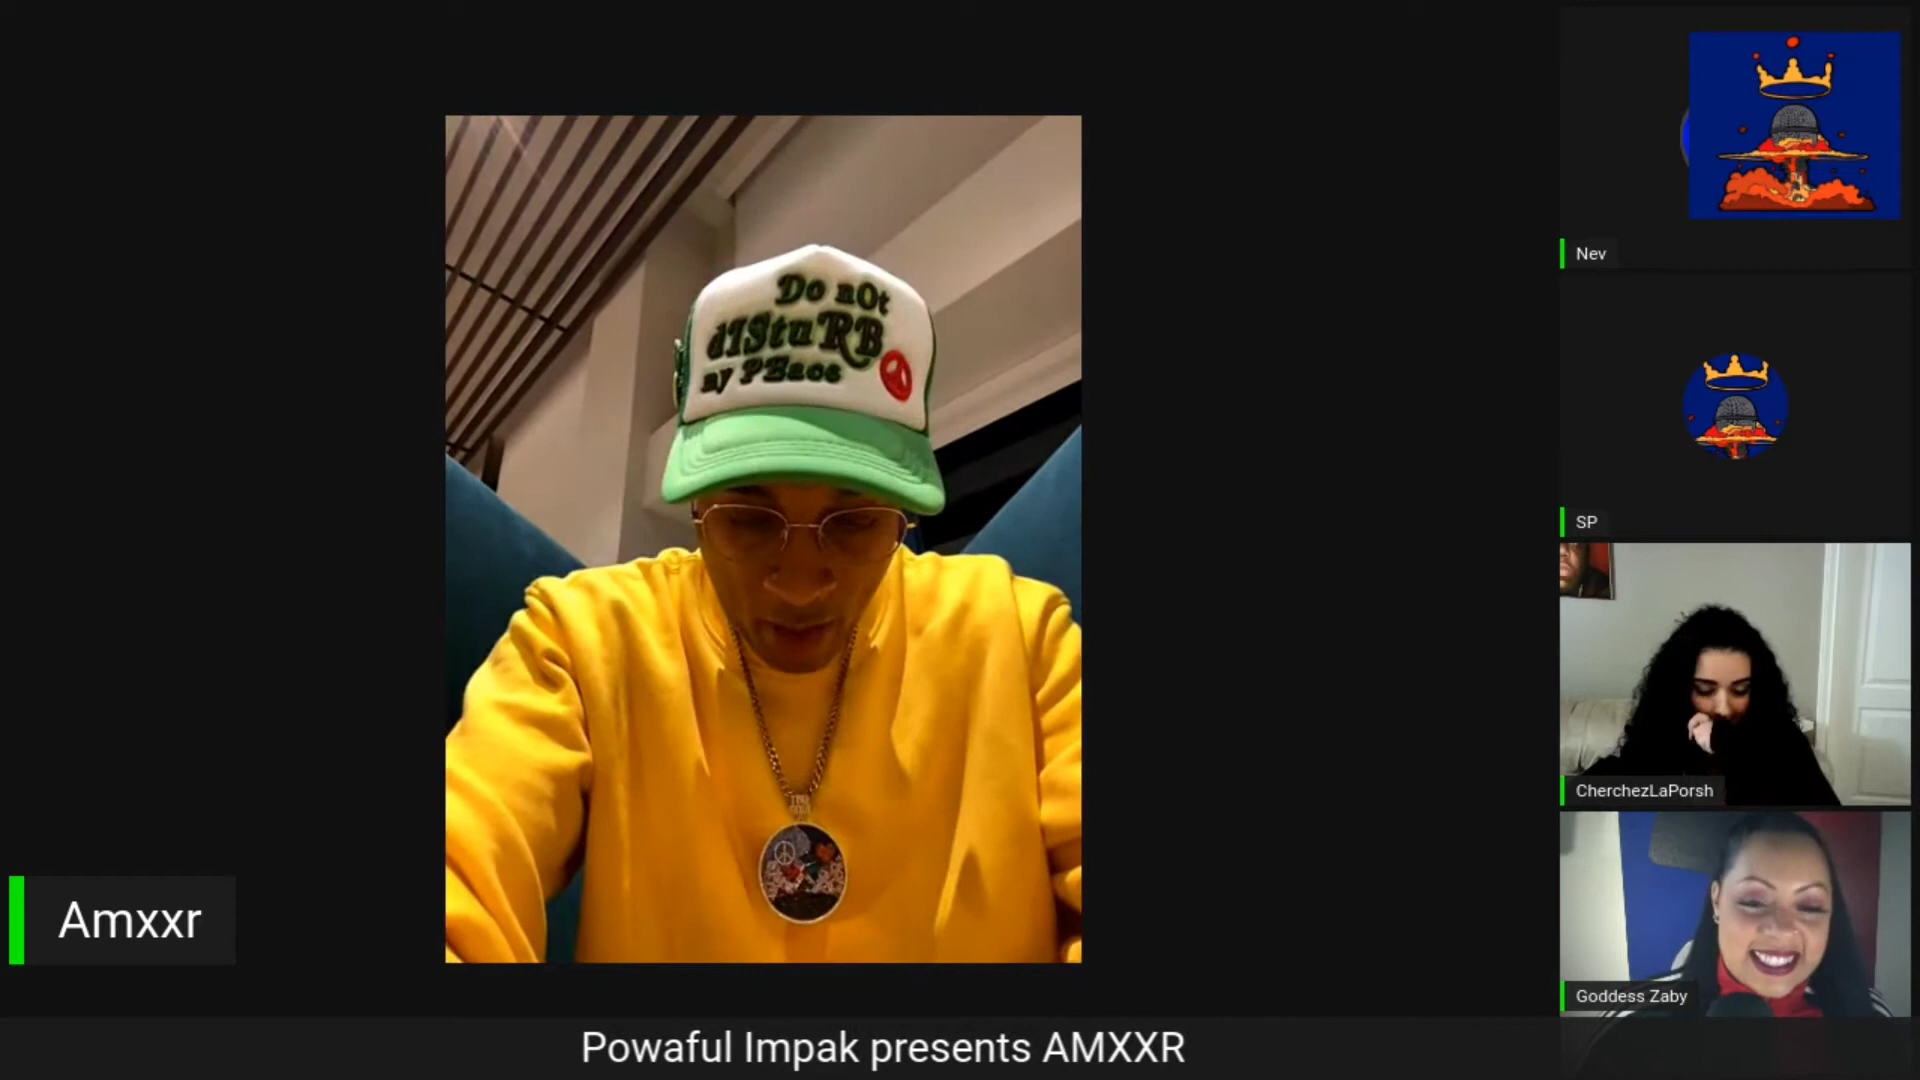 Do nOt
dIStuRB
my PEace
Nev
SP
CherchezLaPorsh
Goddess Zaby
Amxxr
Powaful Impak presents AMXXR